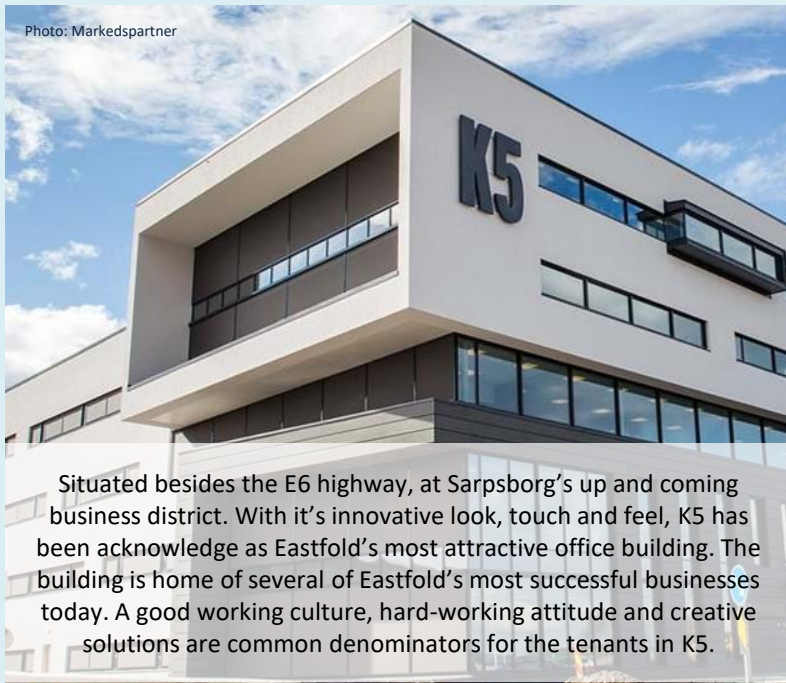 Photo: Markedspartner
K5
Situated besides the E6 highway, at Sarpsborg’s up and coming
business district. With it’s innovative look, touch and feel, K5 has
been acknowledge as Eastfold’s most attractive office building. The
building is home of several of Eastfold’s most successful businesses
today. A good working culture, hard-working attitude and creative
solutions are common denominators for the tenants in K5.